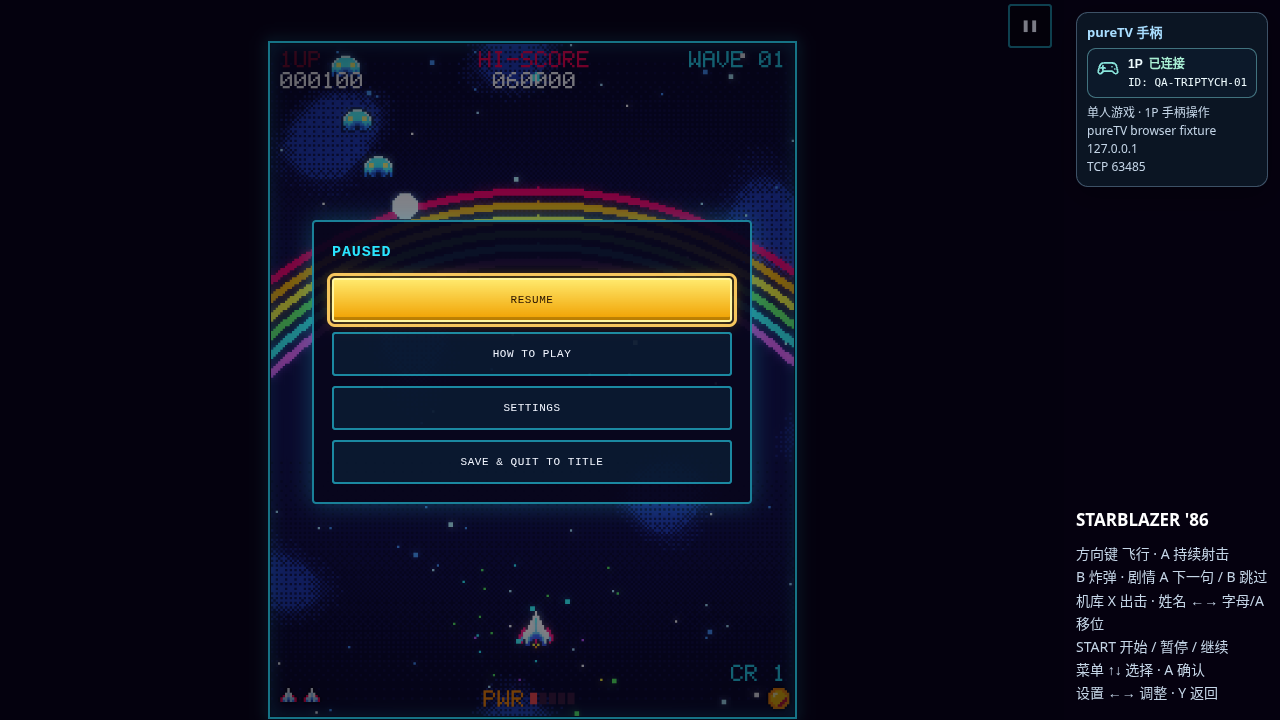 1UP
HI-SCORE
WAVE 01
000100
060000
PAUSED
RESUME
HOW TO PLAY
SETTINGS
SAVE & QUIT TO TITLE
CR 1
PWR
pureTV 手柄
1P 已连接
ID: QA-TRIPTYCH-01
单人游戏 · 1P 手柄操作
pureTV browser fixture
127.0.0.1
TCP 63485
STARBLAZER '86
方向键 飞行 · A 持续射击
B 炸弹 · 剧情 A 下一句 / B 跳过
机库 X 出击 · 姓名 ←→ 字母/A
移位
START 开始 / 暂停 / 继续
菜单 ↑↓ 选择 · A 确认
设置 ←→ 调整 · Y 返回